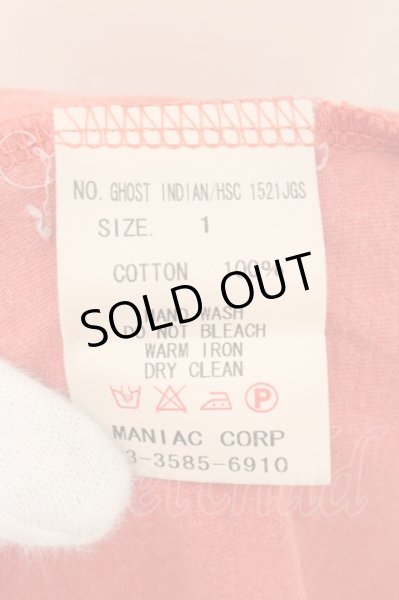 NO. GHOST INDIAN/HSC 1521JGS
SIZE. 1
COTTON 100%
SOLD OUT
HAND WASH
DO NOT BLEACH
WARM IRON
DRY CLEAN
P
MANIAC CORP
3-3585-6910